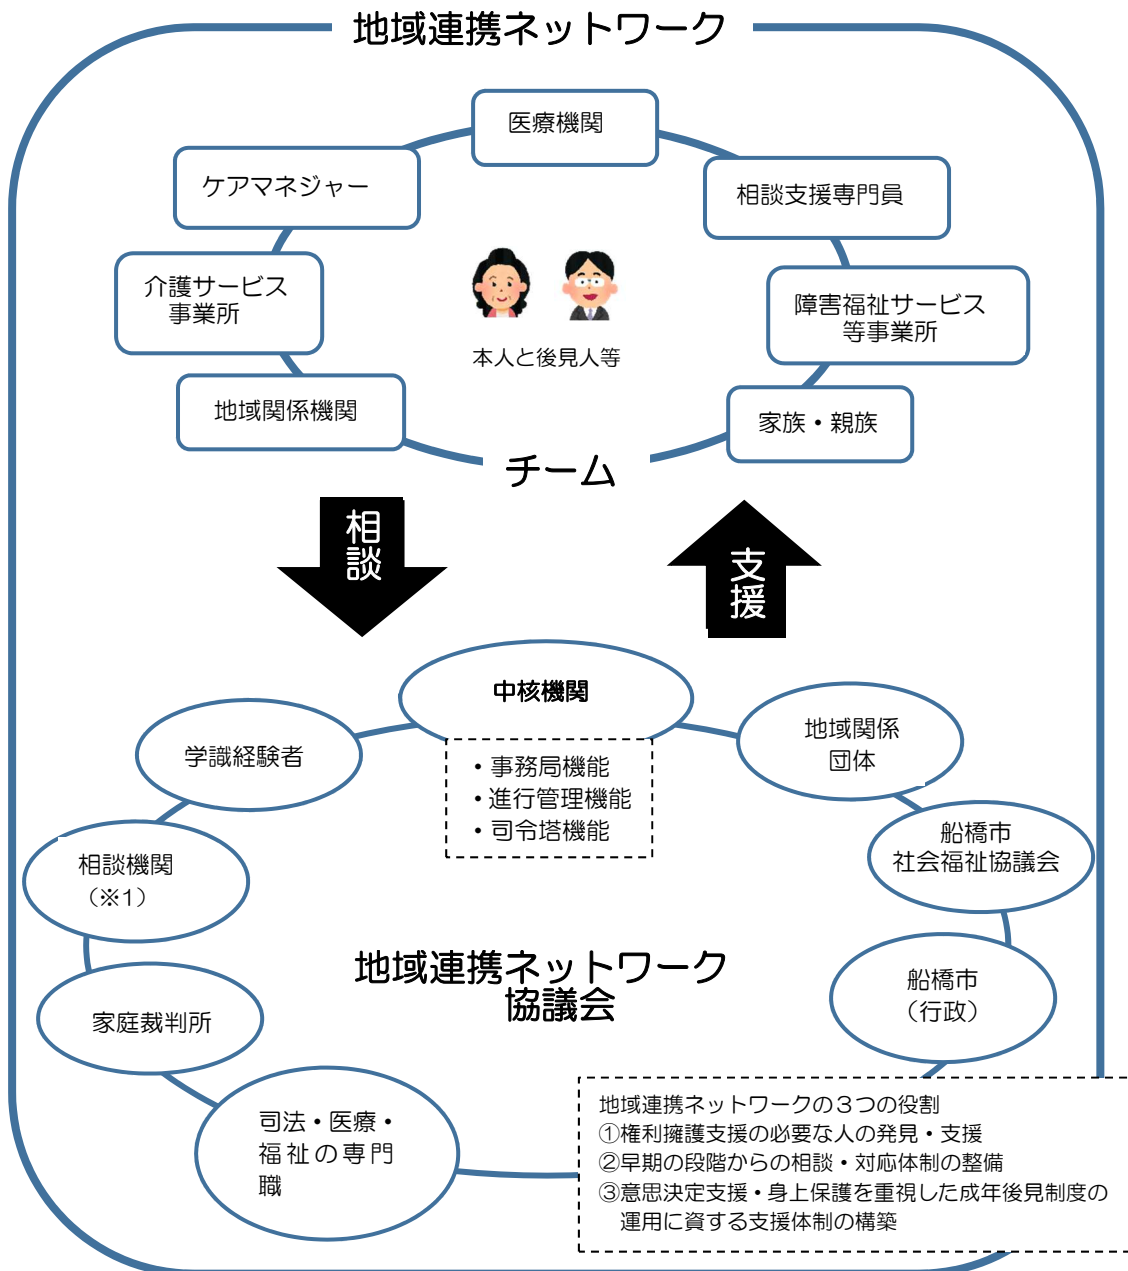 地域連携ネットワーク
医療機関
ケアマネジャー
相談支援専門員
介護サービス
事業所
障害福祉サービス
等事業所
本人と後見人等
地域関係機関
家族・親族
チーム
相談
支援
中核機関
・事務局機能
・進行管理機能
・司令塔機能
学識経験者
地域関係
団体
相談機関
（※1）
船橋市
社会福祉協議会
地域連携ネットワーク
協議会
家庭裁判所
船橋市
（行政）
司法・医療・
福祉の専門
職
地域連携ネットワークの３つの役割
①権利擁護支援の必要な人の発見・支援
②早期の段階からの相談・対応体制の整備
③意思決定支援・身上保護を重視した成年後見制度の
運用に資する支援体制の構築